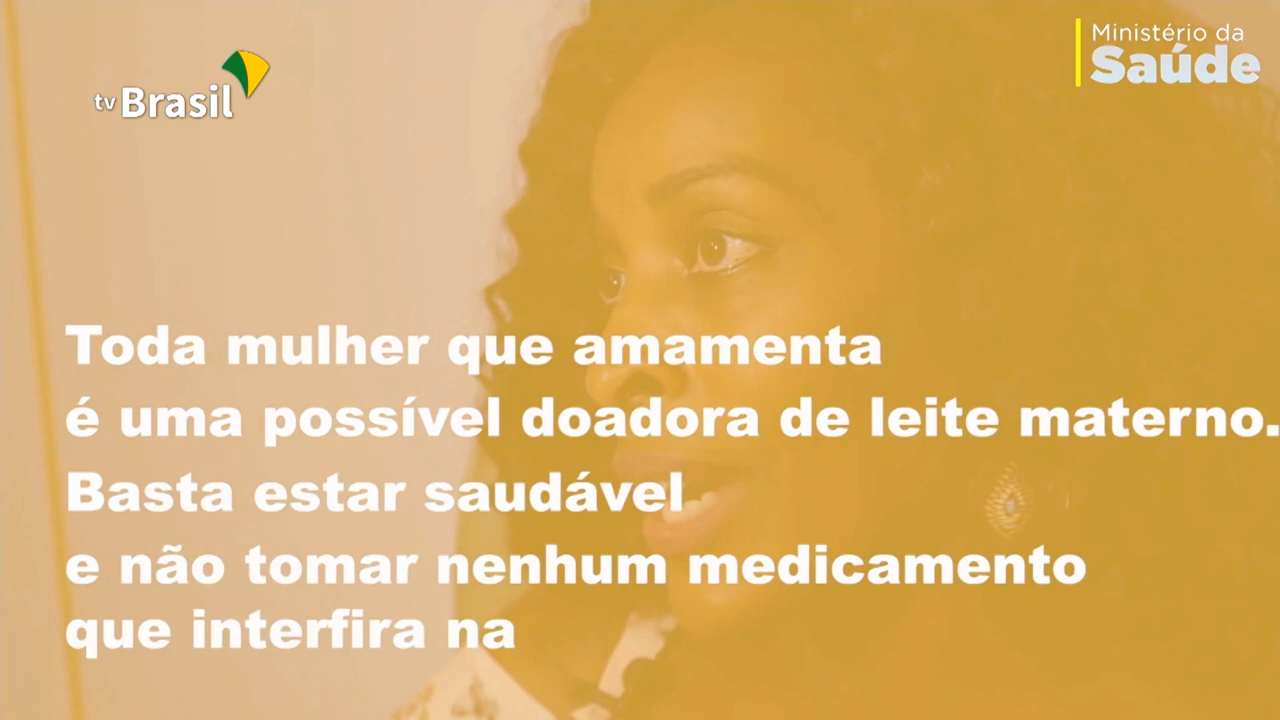 tv Brasil
Ministério da
Saúde
Toda mulher que amamenta
é uma possível doadora de leite materno.
Basta estar saudável
e não tomar nenhum medicamento
que interfira na